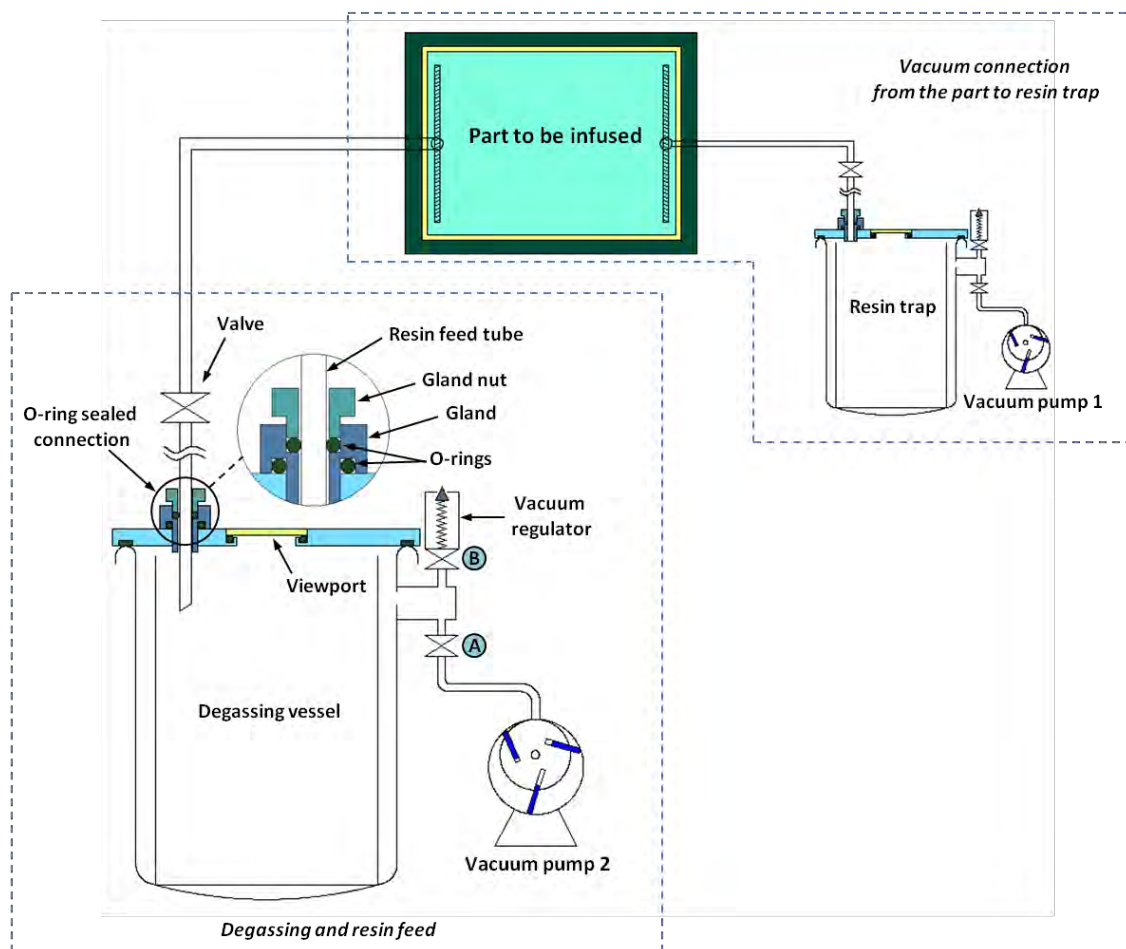 Vacuum connection
from the part to resin trap
Part to be infused
Resin trap
Vacuum pump 1
Valve
Resin feed tube
Gland nut
Gland
O-rings
O-ring sealed
connection
Vacuum
regulator
B
Viewport
A
Degassing vessel
Vacuum pump 2
Degassing and resin feed